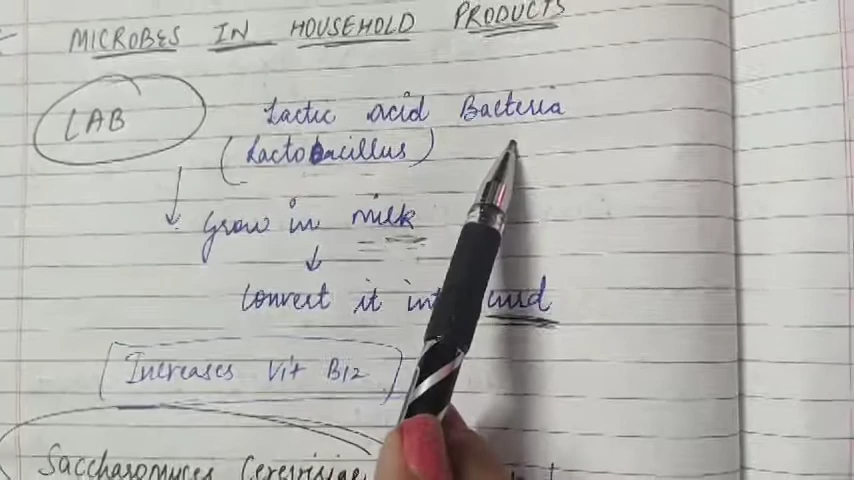 MICROBES IN HOUSEHOLD PRODUCTS
LAB Lactic acid Bacteria
(Lactobacillus)
Grow in milk
Convert it into curd
Increases Vit B12
Saccharomyces Cerevisiae